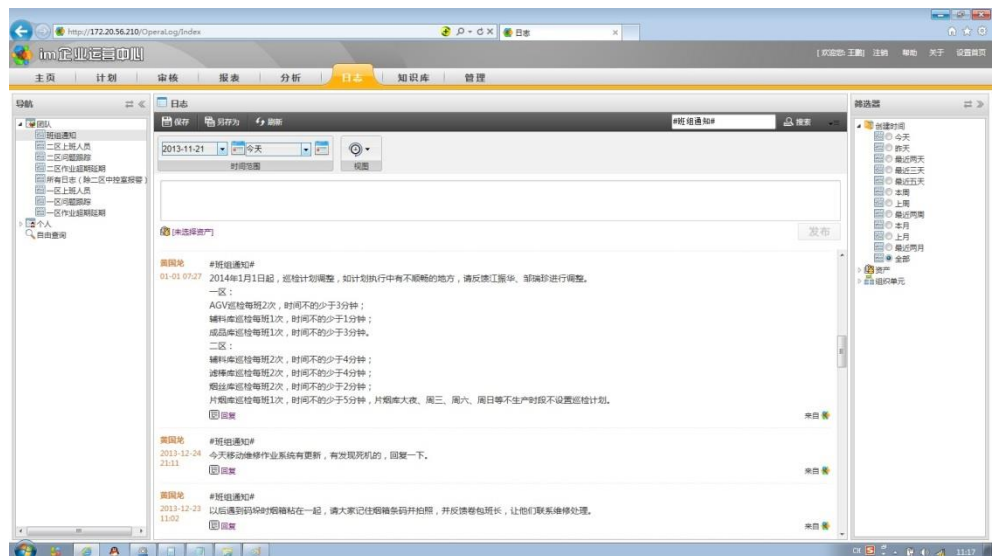 http://172.20.56.210/OperaLog/Index
日志
im企业运营中心
[ 欢迎您: 王鹏] 注销 帮助 关于 设置首页
主页 计划 审核 报表 分析 日志 知识库 管理
导航
团队
班组通知
二区上班人员
二区问题跟踪
二区作业超期延期
所有日志（除二区中控室报警）
一区上班人员
一区问题跟踪
一区作业超期延期
个人
自由查询
日志
保存 另存为 刷新 #班组通知# 搜索
2013-11-21 今天
时间范围 视图
[未选择资产] 发布
黄国龙 #班组通知#
01-01 07:27 2014年1月1日起，巡检计划调整，如计划执行中有不顺畅的地方，请反馈江振华、邹瑞珍进行调整。
一区：
AGV巡检每班2次，时间不的少于3分钟；
辅料库巡检每班1次，时间不的少于1分钟；
成品库巡检每班1次，时间不的少于3分钟。
二区：
辅料库巡检每班2次，时间不的少于4分钟；
滤棒库巡检每班2次，时间不的少于4分钟；
烟丝库巡检每班2次，时间不的少于2分钟；
片烟库巡检每班1次，时间不的少于5分钟，片烟库大夜、周三、周六、周日等不生产时段不设置巡检计划。
回复 来自
黄国龙 #班组通知#
2013-12-24 21:11 今天移动维修作业系统有更新，有发现死机的，回复一下。
回复 来自
黄国龙 #班组通知#
2013-12-23 11:02 以后遇到码垛时烟箱粘在一起，请大家记住烟箱条码并拍照，并反馈卷包班长，让他们联系维修处理。
回复 来自
筛选器
创建时间
今天
昨天
最近两天
最近三天
最近五天
本周
上周
最近两周
本月
上月
最近两月
全部
资产
组织单元
11:17